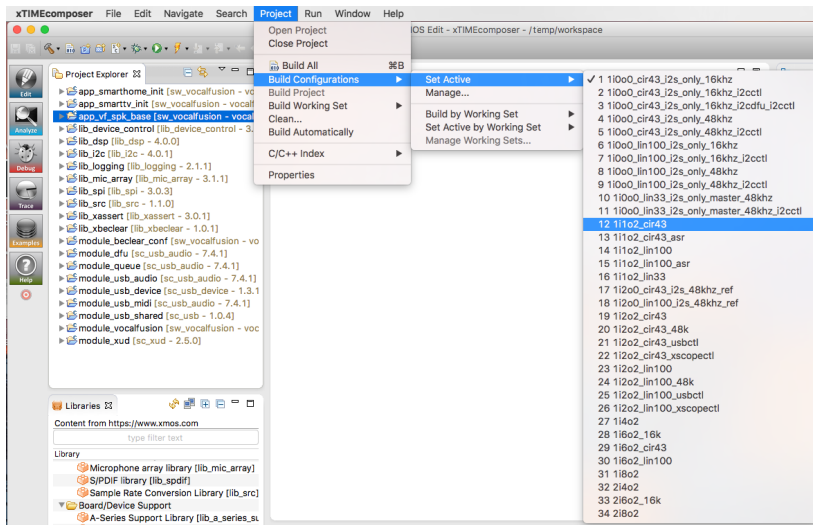 xTIMEcomposer File Edit Navigate Search Project Run Window Help
MOS Edit - xTIMEcomposer - /temp/workspace
Open Project
Close Project
Build All ⌘B
Build Configurations
Build Project
Build Working Set
Clean...
Build Automatically
C/C++ Index
Properties
Set Active
Manage...
Build by Working Set
Set Active by Working Set
Manage Working Sets...
✓ 1 1i0o0_cir43_i2s_only_16khz
2 1i0o0_cir43_i2s_only_16khz_i2cctl
3 1i0o0_cir43_i2s_only_16khz_i2cdfu_i2cctl
4 1i0o0_cir43_i2s_only_48khz
5 1i0o0_cir43_i2s_only_48khz_i2cctl
6 1i0o0_lin100_i2s_only_16khz
7 1i0o0_lin100_i2s_only_16khz_i2cctl
8 1i0o0_lin100_i2s_only_48khz
9 1i0o0_lin100_i2s_only_48khz_i2cctl
10 1i0o0_lin33_i2s_only_master_48khz
11 1i0o0_lin33_i2s_only_master_48khz_i2cctl
12 1i1o2_cir43
13 1i1o2_cir43_asr
14 1i1o2_lin100
15 1i1o2_lin100_asr
16 1i1o2_lin33
17 1i2o0_cir43_i2s_48khz_ref
18 1i2o0_lin100_i2s_48khz_ref
19 1i2o2_cir43
20 1i2o2_cir43_48k
21 1i2o2_cir43_usbctl
22 1i2o2_cir43_xscopectl
23 1i2o2_lin100
24 1i2o2_lin100_48k
25 1i2o2_lin100_usbctl
26 1i2o2_lin100_xscopectl
27 1i4o2
28 1i6o2_16k
29 1i6o2_cir43
30 1i6o2_lin100
31 1i8o2
32 2i4o2
33 2i6o2_16k
34 2i8o2
Edit
Analyze
Debug
Trace
Examples
Help
Project Explorer
app_smarthome_init [sw_vocalfusion - vocal
app_smarttv_init [sw_vocalfusion - vocalf
app_vf_spk_base [sw_vocalfusion - vocal
lib_device_control [lib_device_control - 3.
lib_dsp [lib_dsp - 4.0.0]
lib_i2c [lib_i2c - 4.0.1]
lib_logging [lib_logging - 2.1.1]
lib_mic_array [lib_mic_array - 3.1.1]
lib_spi [lib_spi - 3.0.3]
lib_src [lib_src - 1.1.0]
lib_xassert [lib_xassert - 3.0.1]
lib_xbeclear [lib_xbeclear - 1.0.1]
module_beclear_conf [sw_vocalfusion - vo
module_dfu [sc_usb_audio - 7.4.1]
module_queue [sc_usb_audio - 7.4.1]
module_usb_audio [sc_usb_audio - 7.4.1]
module_usb_device [sc_usb_device - 1.3.1
module_usb_midi [sc_usb_audio - 7.4.1]
module_usb_shared [sc_usb - 1.0.4]
module_vocalfusion [sw_vocalfusion - voc
module_xud [sc_xud - 2.5.0]
Libraries
Content from https://www.xmos.com
type filter text
Library
Microphone array library [lib_mic_array]
S/PDIF library [lib_spdif]
Sample Rate Conversion Library [lib_src]
Board/Device Support
A-Series Support Library [lib_a_series_su